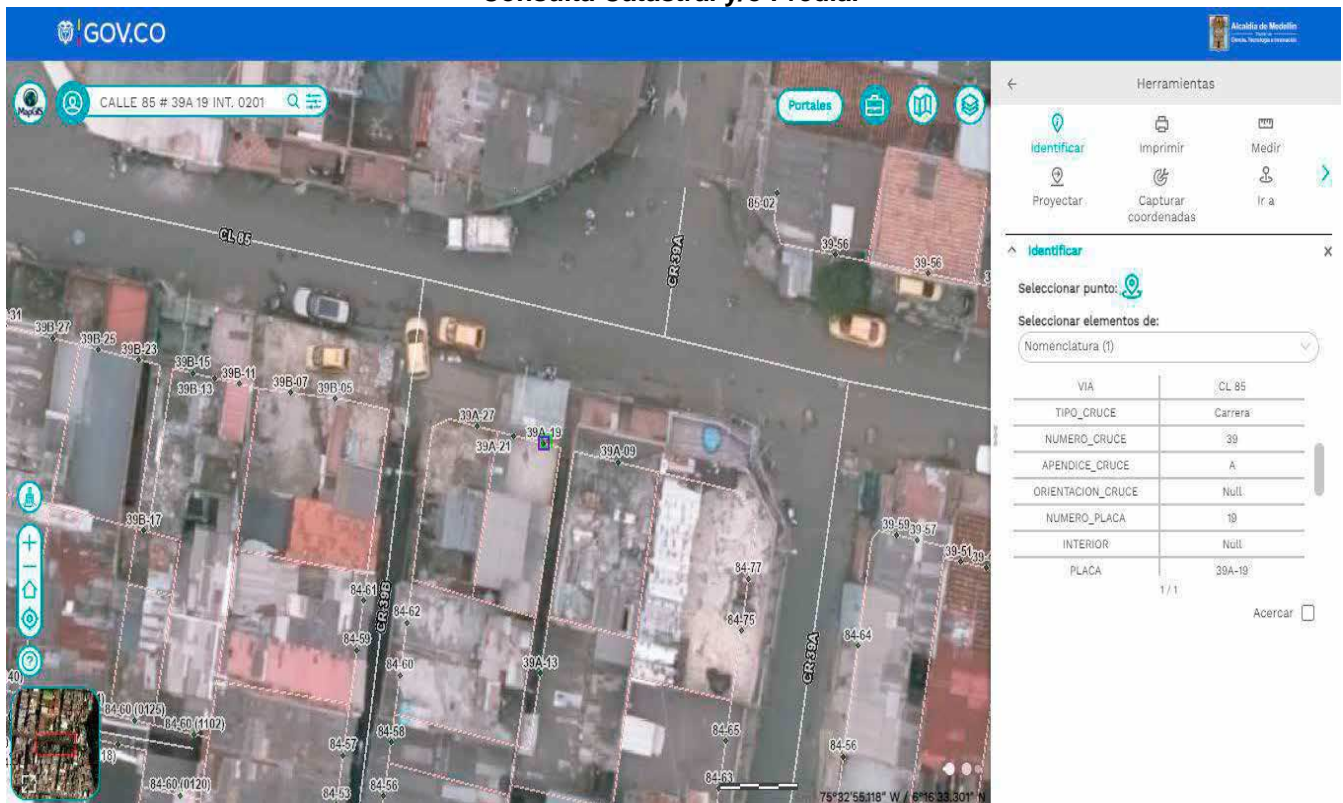 Consulta Catastral y/o Predial
GOV.CO
Alcaldía de Medellín
MapGIS
CALLE 85 # 39A 19 INT. 0201
Portales
Herramientas
Identificar
Imprimir
Medir
Proyectar
Capturar coordenadas
Ir a
Identificar
X
Seleccionar punto:
Seleccionar elementos de:
Nomenclatura (1)
VIA CL 85
TIPO_CRUCE Carrera
NUMERO_CRUCE 39
APENDICE_CRUCE A
ORIENTACION_CRUCE Null
NUMERO_PLACA 19
INTERIOR Null
PLACA 39A-19
1 / 1
Acercar
85-02
CL 85
CR 39A
39-56
39-56
39B-27
39B-25
39B-23
39B-15
39B-13
39B-11
39B-07
39B-05
39A-27
39A-21
39A-19
39A-09
39B-17
39-59
39-57
39-51
84-77
84-61
CR 39B
84-62
84-75
84-59
84-60
39A-13
CR 39A
84-64
84-60 (0125)
84-60 (1102)
84-58
84-65
84-57
84-56
84-60 (0120)
84-53
84-56
84-63
75°32'55.118" W / 6°16'33.301" N